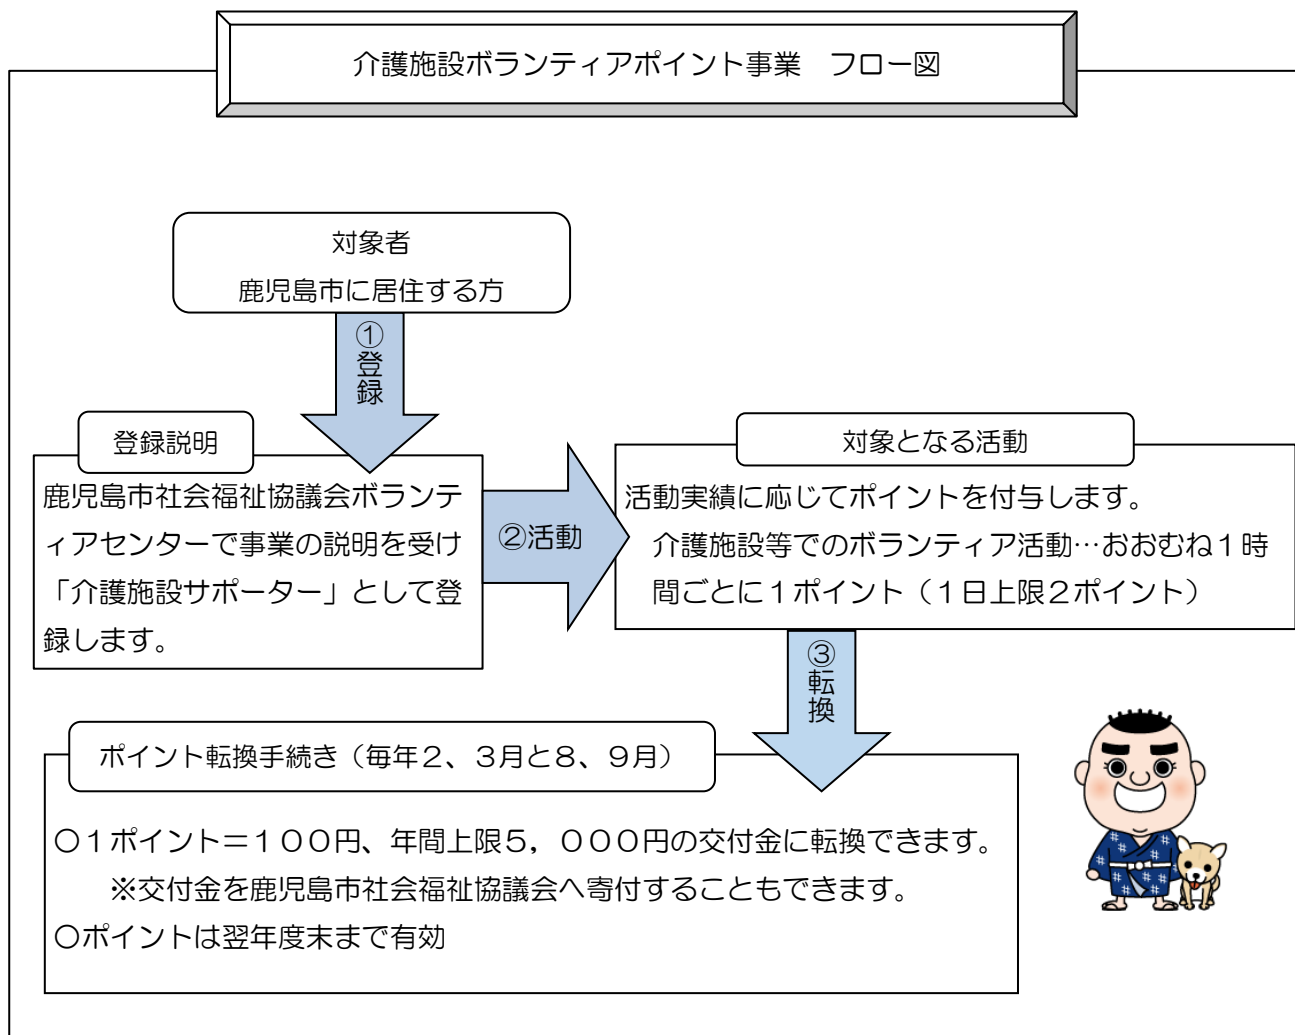 介護施設ボランティアポイント事業　フロー図
対象者
鹿児島市に居住する方
①登録
登録説明
鹿児島市社会福祉協議会ボランテ
ィアセンターで事業の説明を受け
「介護施設サポーター」として登
録します。
②活動
対象となる活動
活動実績に応じてポイントを付与します。
介護施設等でのボランティア活動…おおむね１時
間ごとに１ポイント（１日上限２ポイント）
③転換
ポイント転換手続き（毎年２、３月と８、９月）
〇１ポイント＝１００円、年間上限５，０００円の交付金に転換できます。
※交付金を鹿児島市社会福祉協議会へ寄付することもできます。
〇ポイントは翌年度末まで有効